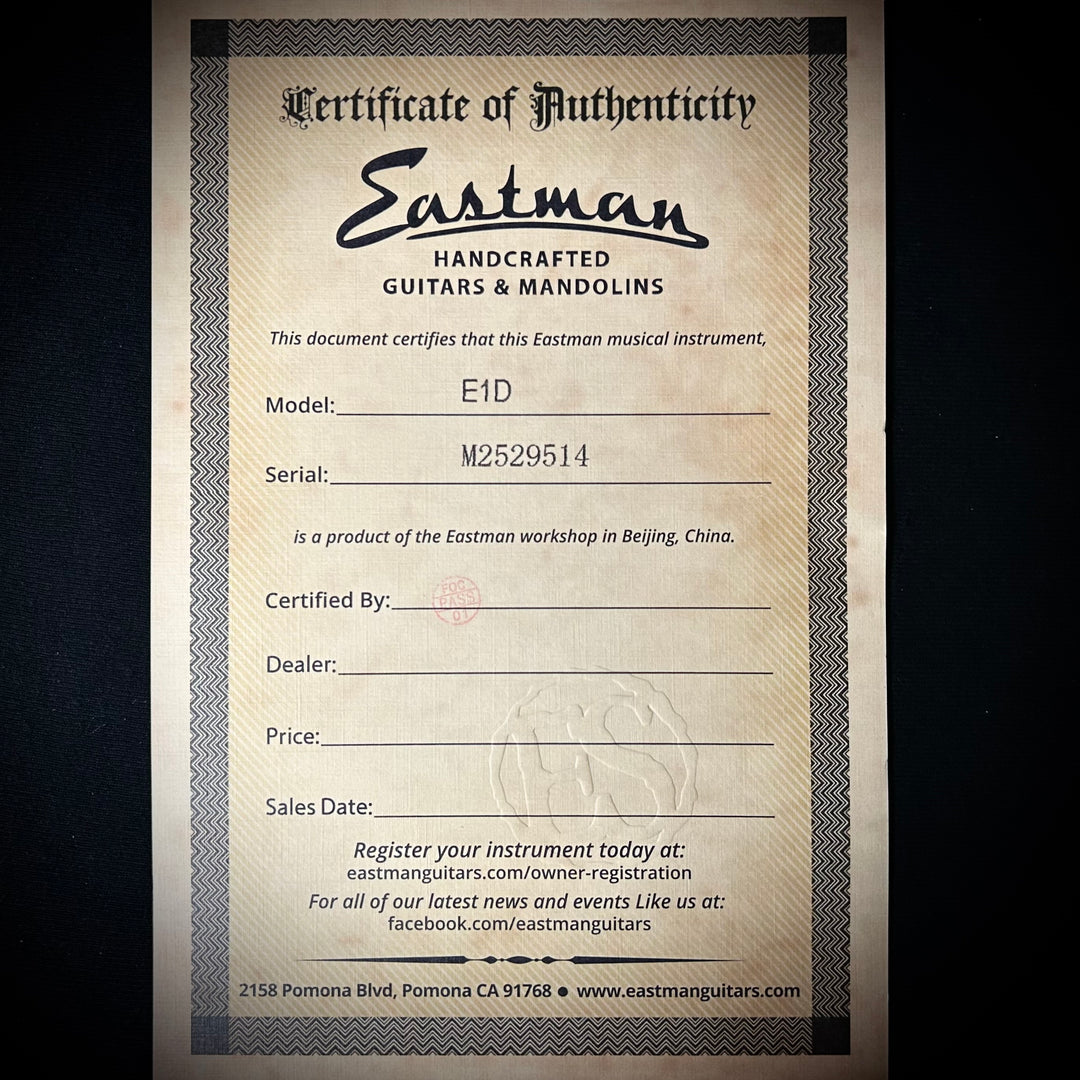 Certificate of Authenticity
Eastman
HANDCRAFTED
GUITARS & MANDOLINS
This document certifies that this Eastman musical instrument,
Model: E1D
Serial: M2529514
is a product of the Eastman workshop in Beijing, China.
Certified By: FQC PASS 01
Dealer:
Price:
Sales Date:
Register your instrument today at:
eastmanguitars.com/owner-registration
For all of our latest news and events Like us at:
facebook.com/eastmanguitars
2158 Pomona Blvd, Pomona CA 91768 ● www.eastmanguitars.com